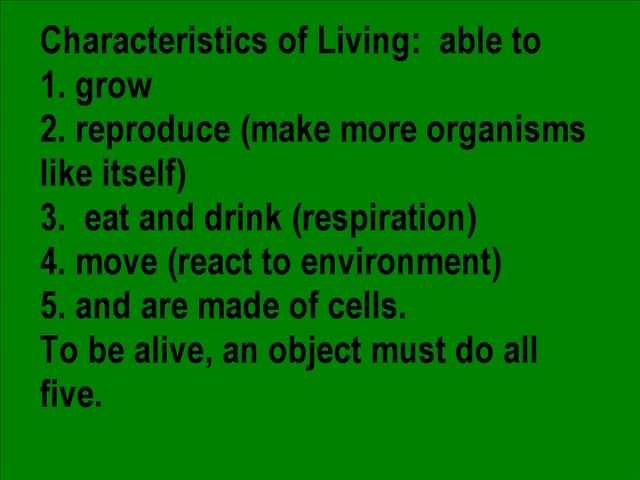 Characteristics of Living:  able to
1. grow
2. reproduce (make more organisms
like itself)
3.  eat and drink (respiration)
4. move (react to environment)
5. and are made of cells.
To be alive, an object must do all
five.